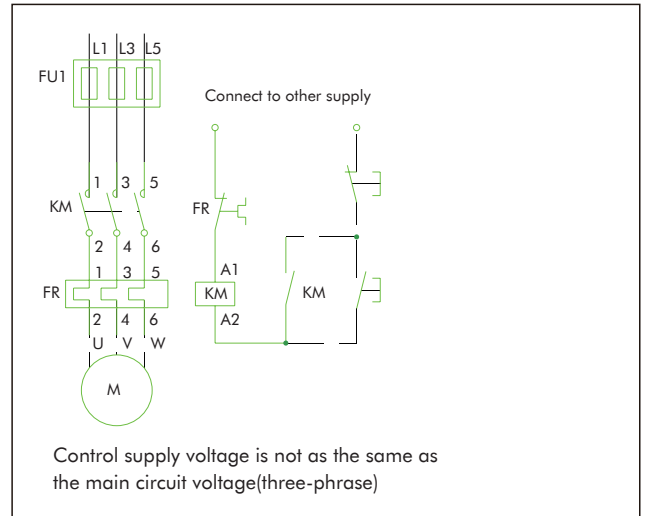 L1 L3 L5
FU1
Connect to other supply
1 3 5
KM
FR
2 4 6
1 3 5
A1
FR
KM
KM
2 4 6
A2
U V W
M
Control supply voltage is not as the same as
the main circuit voltage(three-phrase)